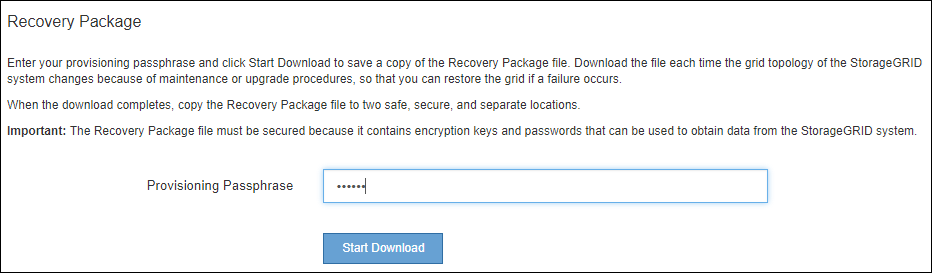 Recovery Package
Enter your provisioning passphrase and click Start Download to save a copy of the Recovery Package file. Download the file each time the grid topology of the StorageGRID
system changes because of maintenance or upgrade procedures, so that you can restore the grid if a failure occurs.
When the download completes, copy the Recovery Package file to two safe, secure, and separate locations.
Important: The Recovery Package file must be secured because it contains encryption keys and passwords that can be used to obtain data from the StorageGRID system.
Provisioning Passphrase ••••••
Start Download